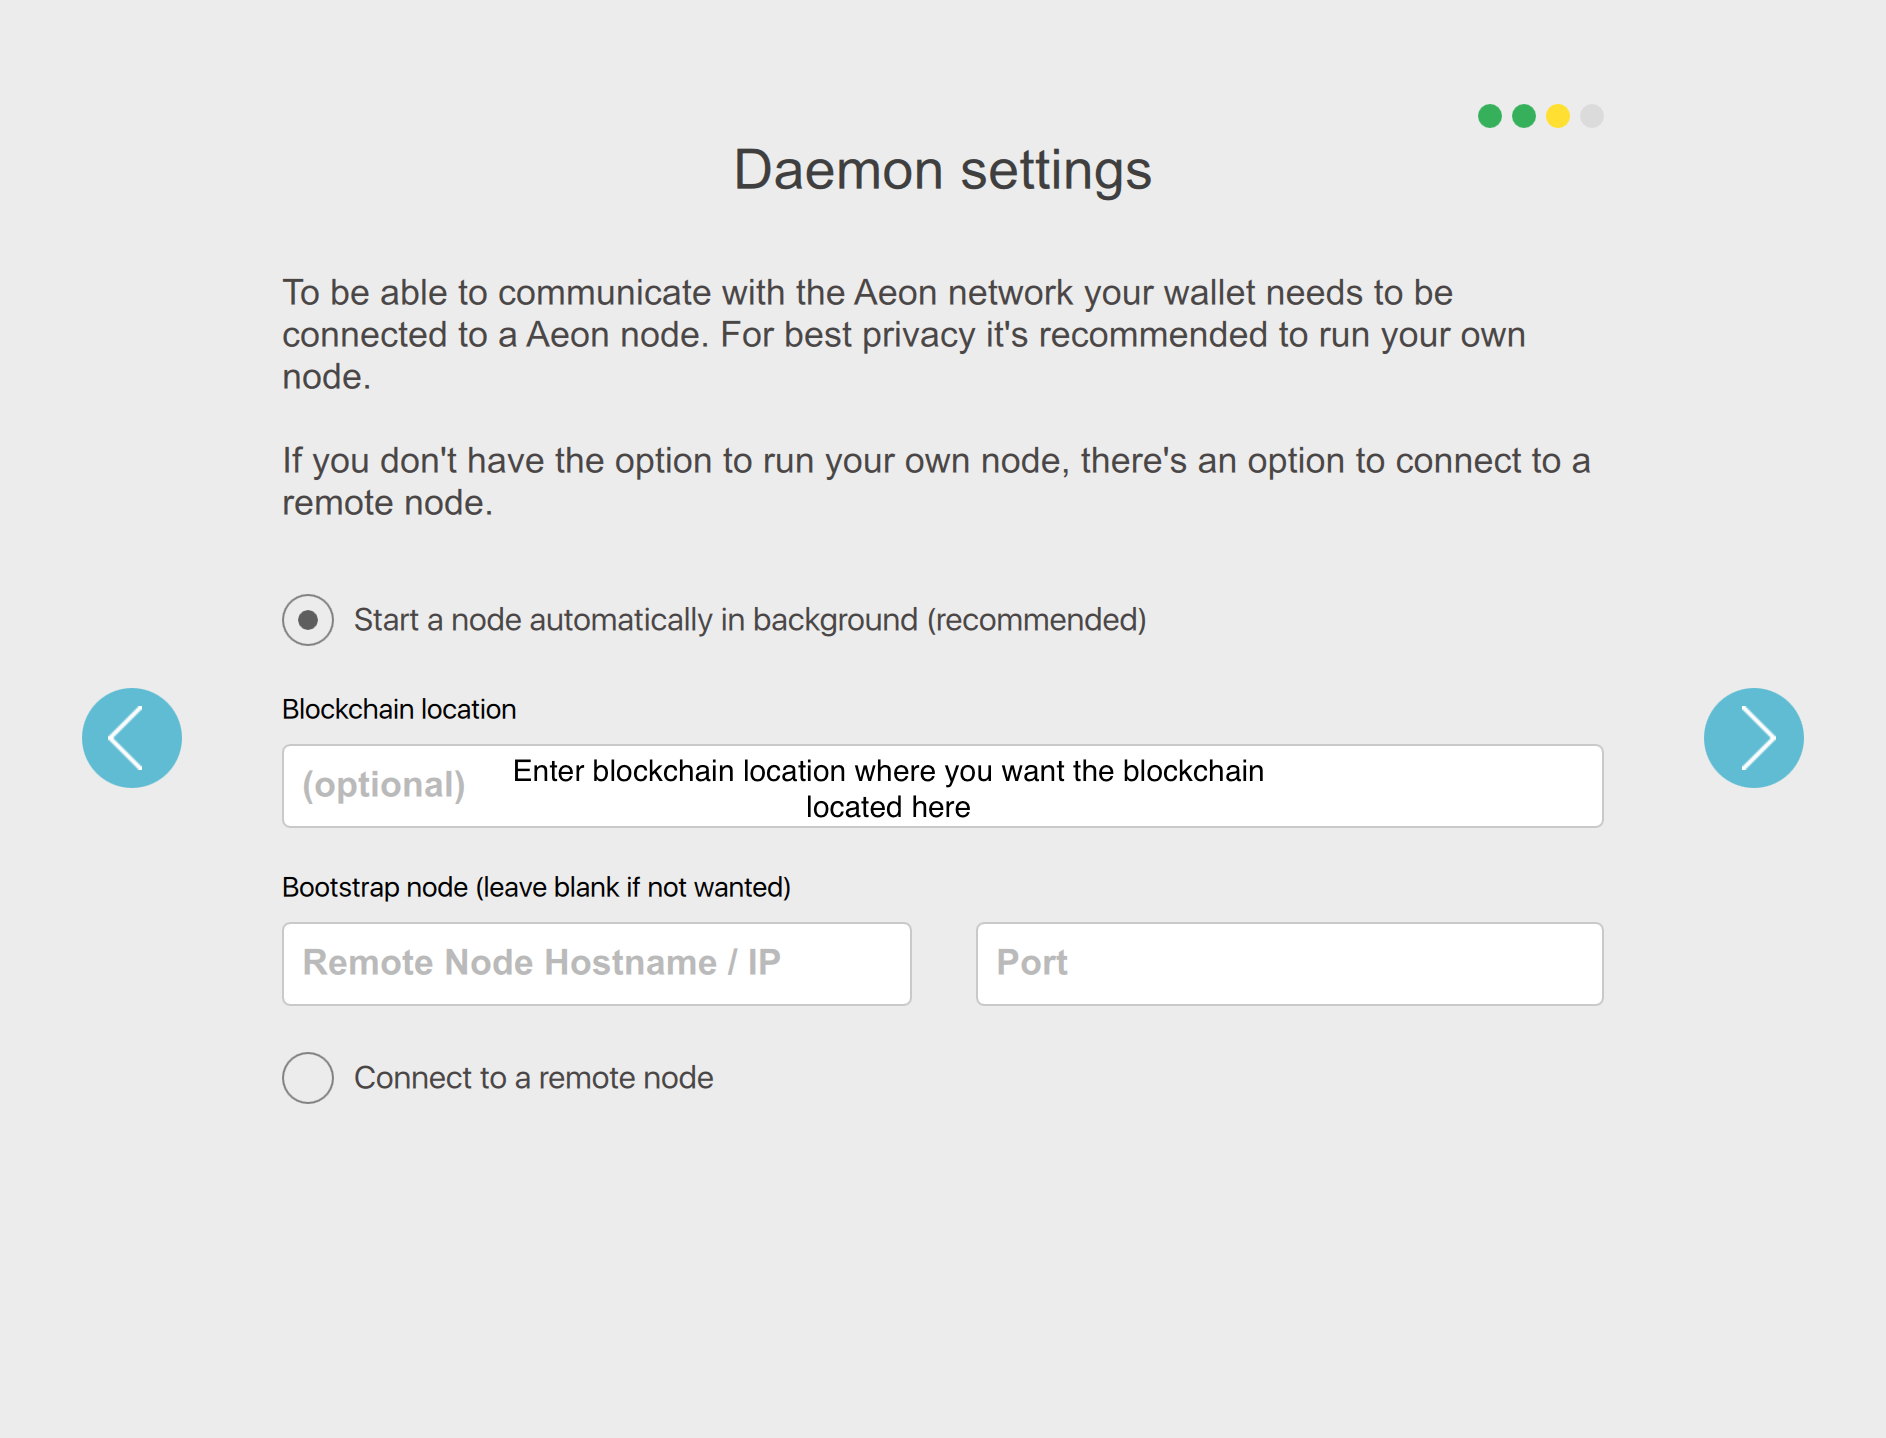 Daemon settings
To be able to communicate with the Aeon network your wallet needs to be
connected to a Aeon node. For best privacy it's recommended to run your own
node.
If you don't have the option to run your own node, there's an option to connect to a
remote node.
Start a node automatically in background (recommended)
Blockchain location
(optional)
Enter blockchain location where you want the blockchain
located here
Bootstrap node (leave blank if not wanted)
Remote Node Hostname / IP
Port
Connect to a remote node